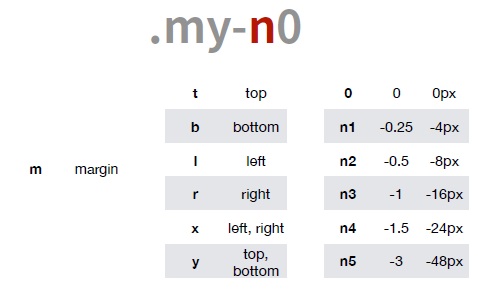 .my-n0
t top 0 0 0px
b bottom n1 -0.25 -4px
m margin l left n2 -0.5 -8px
r right n3 -1 -16px
x left, right n4 -1.5 -24px
y top, bottom n5 -3 -48px